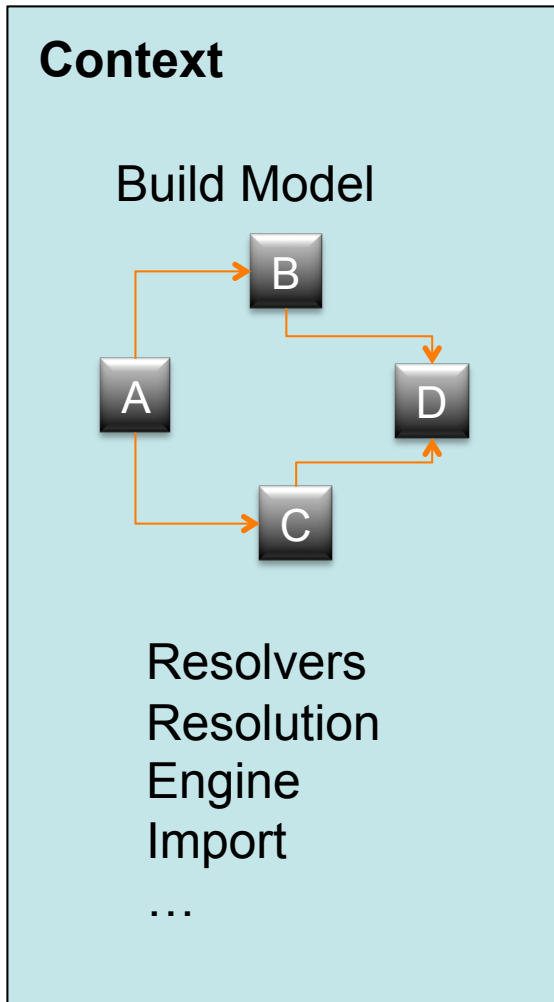 Context
Build Model
B
A
D
C
Resolvers
Resolution
Engine
Import
…